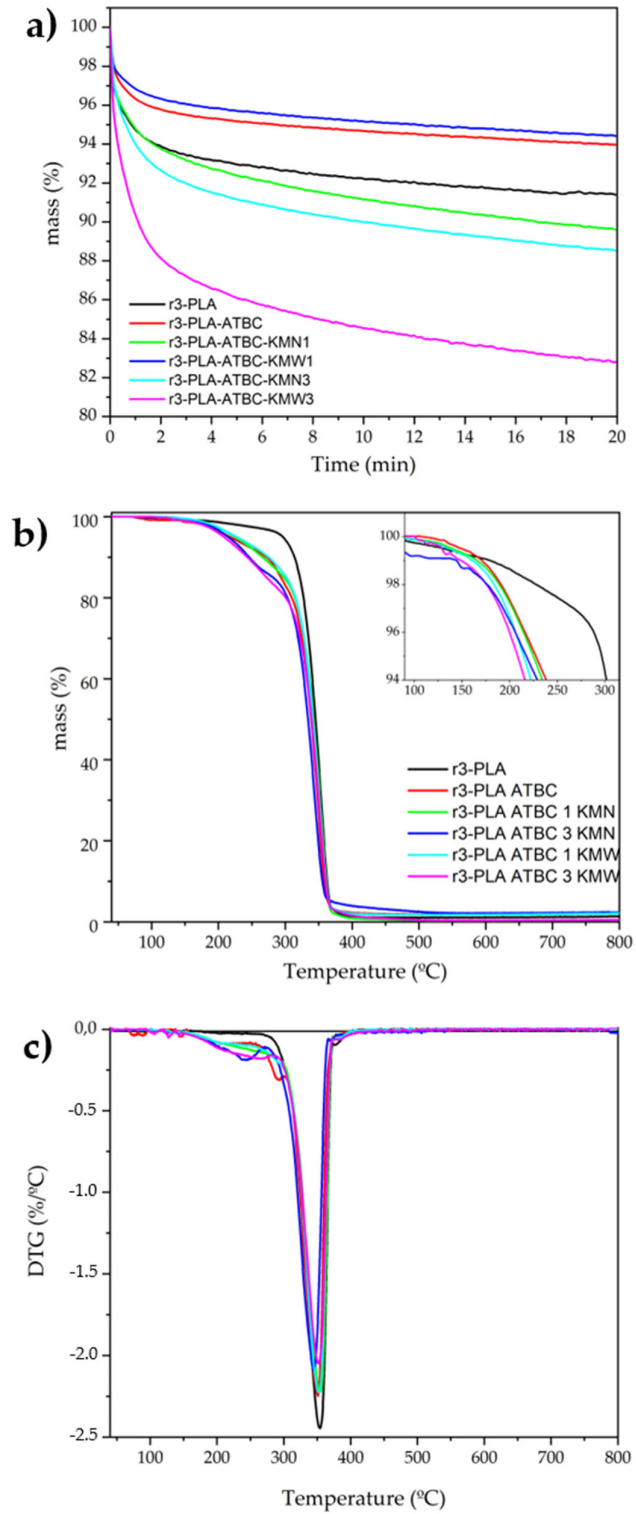 a)
100
98
96
94
92
90
88
86
84
82
80
mass (%)
r3-PLA
r3-PLA-ATBC
r3-PLA-ATBC-KMN1
r3-PLA-ATBC-KMW1
r3-PLA-ATBC-KMN3
r3-PLA-ATBC-KMW3
0 2 4 6 8 10 12 14 16 18 20
Time (min)
b)
100
80
60
40
20
0
mass (%)
100
98
96
94
100 150 200 250 300
r3-PLA
r3-PLA ATBC
r3-PLA ATBC 1 KMN
r3-PLA ATBC 3 KMN
r3-PLA ATBC 1 KMW
r3-PLA ATBC 3 KMW
100 200 300 400 500 600 700 800
Temperature (ºC)
c)
0,0
-0.5
-1.0
-1.5
-2.0
-2.5
DTG (%/ºC)
100 200 300 400 500 600 700 800
Temperature (ºC)